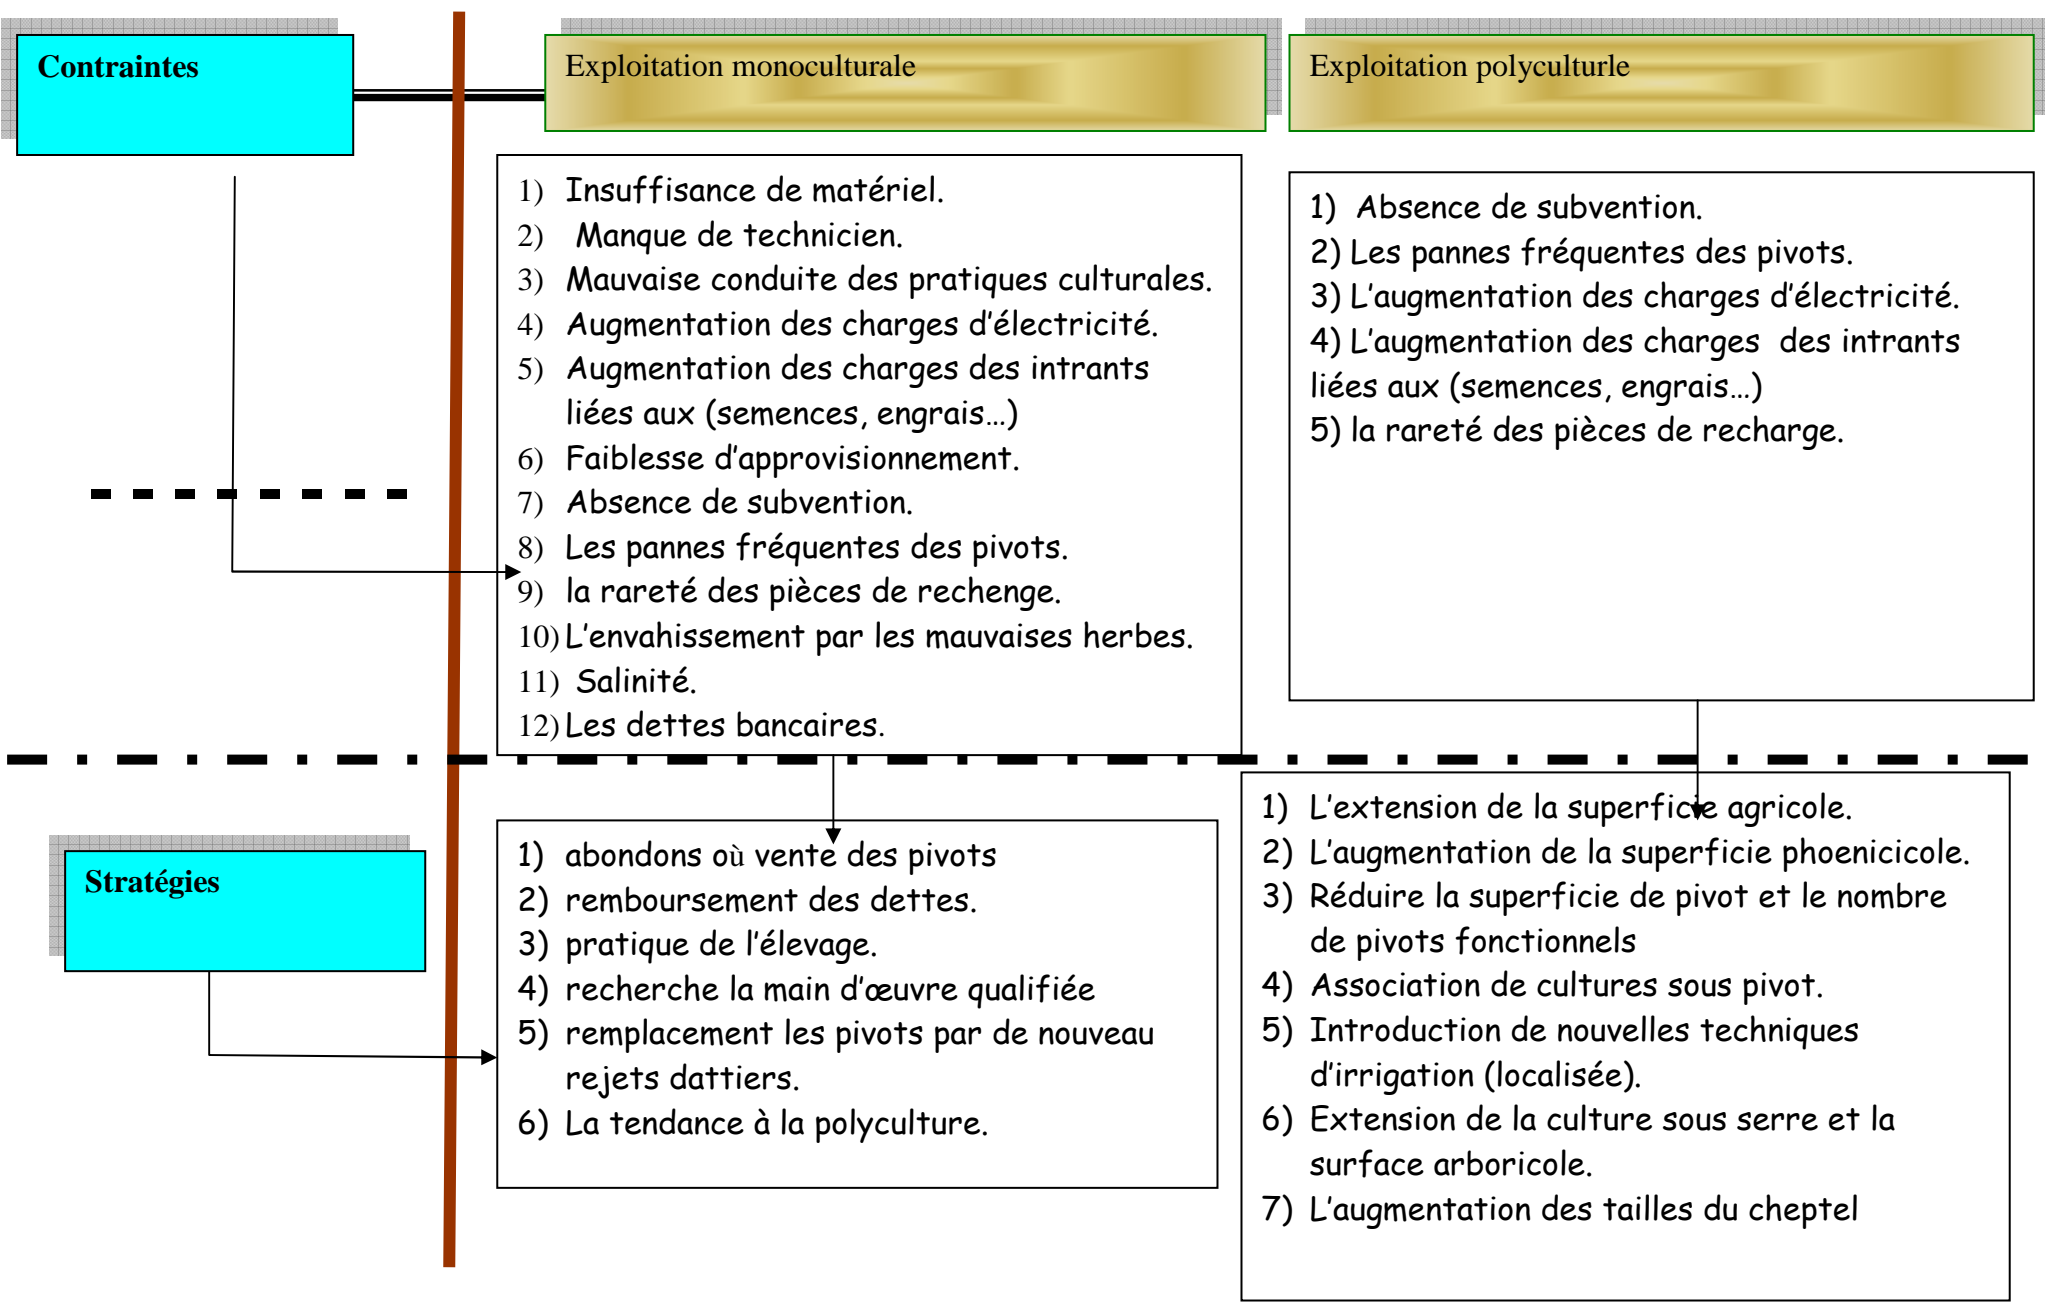 Contraintes
Exploitation monoculturale
Exploitation polyculturle
1) Insuffisance de matériel.
2) Manque de technicien.
3) Mauvaise conduite des pratiques culturales.
4) Augmentation des charges d'électricité.
5) Augmentation des charges des intrants
liées aux (semences, engrais…)
6) Faiblesse d'approvisionnement.
7) Absence de subvention.
8) Les pannes fréquentes des pivots.
9) la rareté des pièces de rechenge.
10) L'envahissement par les mauvaises herbes.
11) Salinité.
12) Les dettes bancaires.
1) Absence de subvention.
2) Les pannes fréquentes des pivots.
3) L'augmentation des charges d'électricité.
4) L'augmentation des charges des intrants
liées aux (semences, engrais…)
5) la rareté des pièces de recharge.
Stratégies
1) abondons où vente des pivots
2) remboursement des dettes.
3) pratique de l'élevage.
4) recherche la main d'œuvre qualifiée
5) remplacement les pivots par de nouveau
rejets dattiers.
6) La tendance à la polyculture.
1) L'extension de la superficie agricole.
2) L'augmentation de la superficie phoenicicole.
3) Réduire la superficie de pivot et le nombre
de pivots fonctionnels
4) Association de cultures sous pivot.
5) Introduction de nouvelles techniques
d'irrigation (localisée).
6) Extension de la culture sous serre et la
surface arboricole.
7) L'augmentation des tailles du cheptel